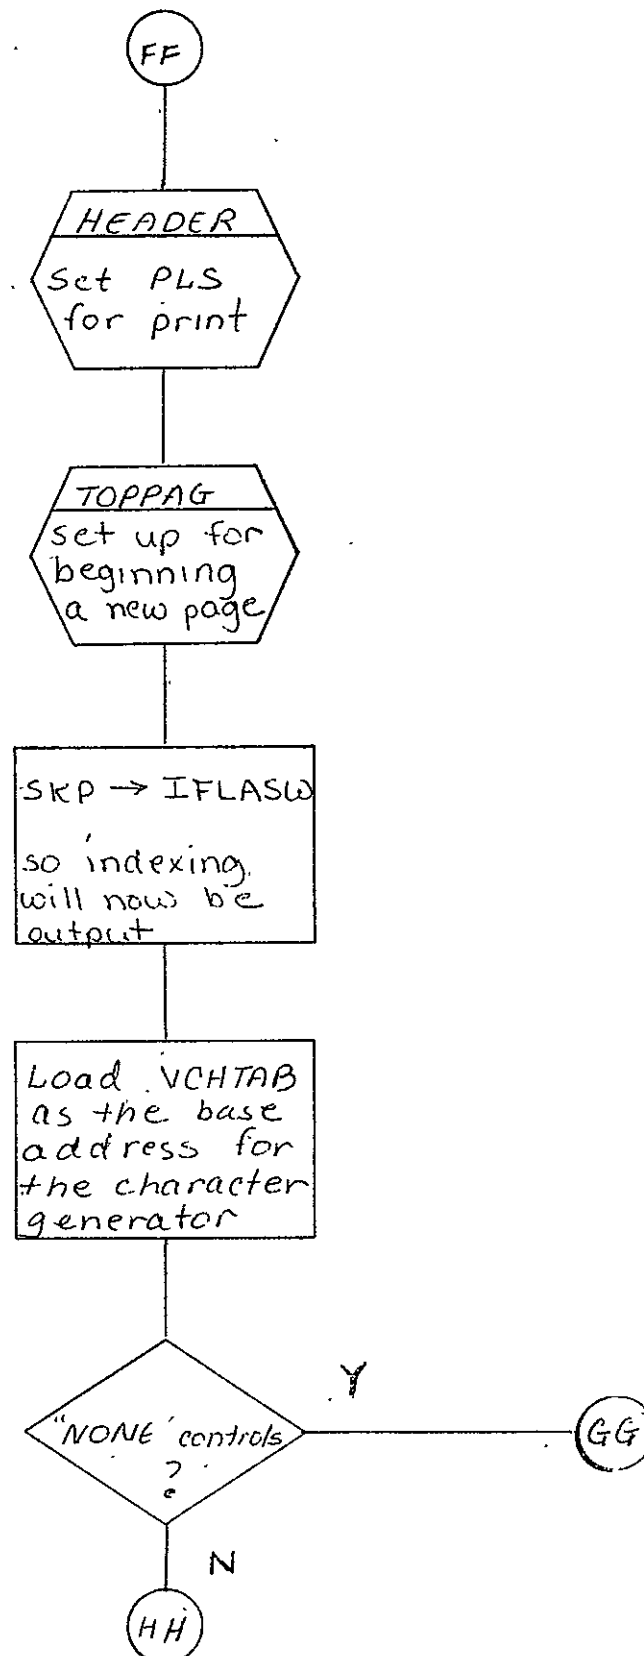 FF
HEADER
Set PLS
for print
TOPPAG
set up for
beginning
a new page
SKP → IFLASW
so indexing
will now be
output
Load VCHTAB
as the base
address for
the character
generator
Y
"NONE" controls
?
GG
N
HH